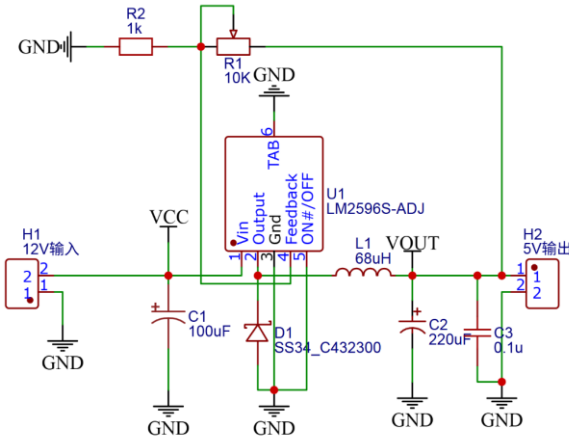 R2
1k
GND
R1
10K
GND
TAB
6
U1
LM2596S-ADJ
Vin
Output
Gnd
Feedback
ON#/OFF
1
2
3
4
5
H1
12V输入
2
2
1
1
VCC
C1
100uF
GND
GND
D1
SS34_C432300
GND
L1
68uH
VOUT
C2
220uF
GND
C3
0.1u
GND
H2
5V输出
1
1
2
2